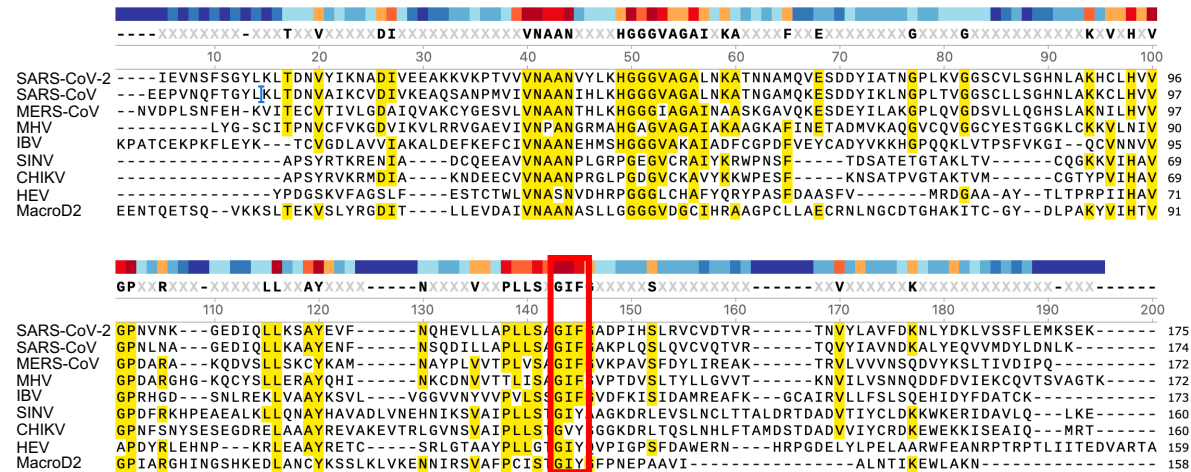 ----XXXXXXXX-XXXTXXVXXXXXDIXXXXXXXXXXXXVNAANXXXXHGGGVAGAIXKAXXXXFXXEXXXXXXXXGXXXXGXXXXXXXXXXXKXVXHXV
10 20 30 40 50 60 70 80 90 100
SARS-CoV-2 ----IEVNSFSGYLKLTDNVYIKNADIVEEAKKVKPTVVVNAANVYLKHGGGVAGALNKATNNAMQVESDDYIATNGPLKVGGSCVLSGHNLAKHCLHVV 96
SARS-CoV ---EEPVNQFTGYLKLTDNVAIKCVDIVKEAQSANPMVIVNAANIHLKHGGGVAGALNKATNGAMQKESDDYIKLNGPLTVGGSCLLSGHNLAKKCLHVV 97
MERS-CoV --NVDPLSNFEH-KVITECVTIVLGDAIQVAKCYGESVLVNAANTHLKHGGGIAGAINAASKGAVQKESDEYILAKGPLQVGDSVLLQGHSLAKNILHVV 97
MHV ---------LYG-SCITPNVCFVKGDVIKVLRRVGAEVIVNPANGRMAHGAGVAGAIAKAAGKAFINETADMVKAQGVCQVGGCYESTGGKLCKKVLNIV 90
IBV KPATCEKPKFLEYK---TCVGDLAVVIAKALDEFKEFCIVNAANEHMSHGGGVAKAIADFCGPDFVEYCADYVKKHGPQQKLVTPSFVKGI--QCVNNVV 95
SINV ----------------APSYRTKRENIA---DCQEEAVVNAANPLGRPGEGVCRAIYKRWPNSF-----TDSATETGTAKLTV------CQGKKVIHAV 69
CHIKV ----------------APSYRVKRMDIA---KNDEECVVNAANPRGLPGDGVCKAVYKKWPESF-----KNSATPVGTAKTVM------CGTYPVIHAV 69
HEV ---------------YPDGSKVFAGSLF---ESTCTWLVNASNVDHRPGGGLCHAFYQRYPASFDAASFV-----MRDGAA-AY--TLTPRPIIHAV 71
MacroD2 EENTQETSQ--VKKSLTEKVSLYRGDIT---LLEVDAIVNAANASLLGGGGVDGCIHRAAGPCLLAECRNLNGCDTGHAKITC-GY--DLPAKYVIHTV 91
GPXXRXXXX-XXXXLLXXAYXXX------NXXXXVXXPLLSXGIFGXXXXXSXXXXXXXXX------XXVXXXXXXKXXXXXXXXXXXX-XXX------
110 120 130 140 150 160 170 180 190 200
SARS-CoV-2 GPNVNK---GEDIQLLKSAYEVF------NQHEVLLAPLLSAGIFGADPIHSLRVCVDTVR------TNVYLAVFDKNLYDKLVSSFLEMKSEK------ 175
SARS-CoV GPNLNA---GEDIQLLKAAYENF------NSQDILLAPLLSAGIFGAKPLQSLQVCVQTVR------TQVYIAVNDKALYEQVVMDYLDNLK-------- 174
MERS-CoV GPDARA--KQDVSLLSKCYKAM------NAYPLVVTPLVSAGIFGVKPAVSFDYLIREAK------TRVLVVVNSQDVYKSLTIVDIPQ----------- 172
MHV GPDARGHG-KQCYSLLERAYQHI------NKCDNVVTTLISAGIFSVPTDVSLTYLLGVVT------KNVILVSNNQDDFDVIEKCQVTSVAGTK----- 172
IBV GPRHGD---SNLREKLVAAYKSVL-----VGGVVNYVVPVLSSGIFGVDFKISIDAMREAFK-----GCAIRVLLFSLSQEHIDYFDATCK--------- 173
SINV GPDFRKHPEAEALKLLQNAYHAVADLVNEHNIKSVAIPLLSTGIYAAGKDRLEVSLNCLTTALDRTDADVTIYCLDKKWKERIDAVLQ---LKE------ 160
CHIKV GPNFSNYSESEGDRELAAAYREVAKEVTRLGVNSVAIPLLSTGVYSGGKDRLTQSLNHLFTAMDSTDADVVIYCRDKEWEKKISEAIQ---MRT------ 160
HEV APDYRLEHNP--KRLEAAYRETC------SRLGTAAYPLLGTGIYQVPIGPSFDAWERN---HRPGDELYLPELAARWFEANRPTRPTLIITEDVARTA 159
MacroD2 GPIARGHINGSHKEDLANCYKSSLKLVKENNIRSVAFPCISTGIYGFPNEPAAVI------ALNTIKEWLAKN---------- 158